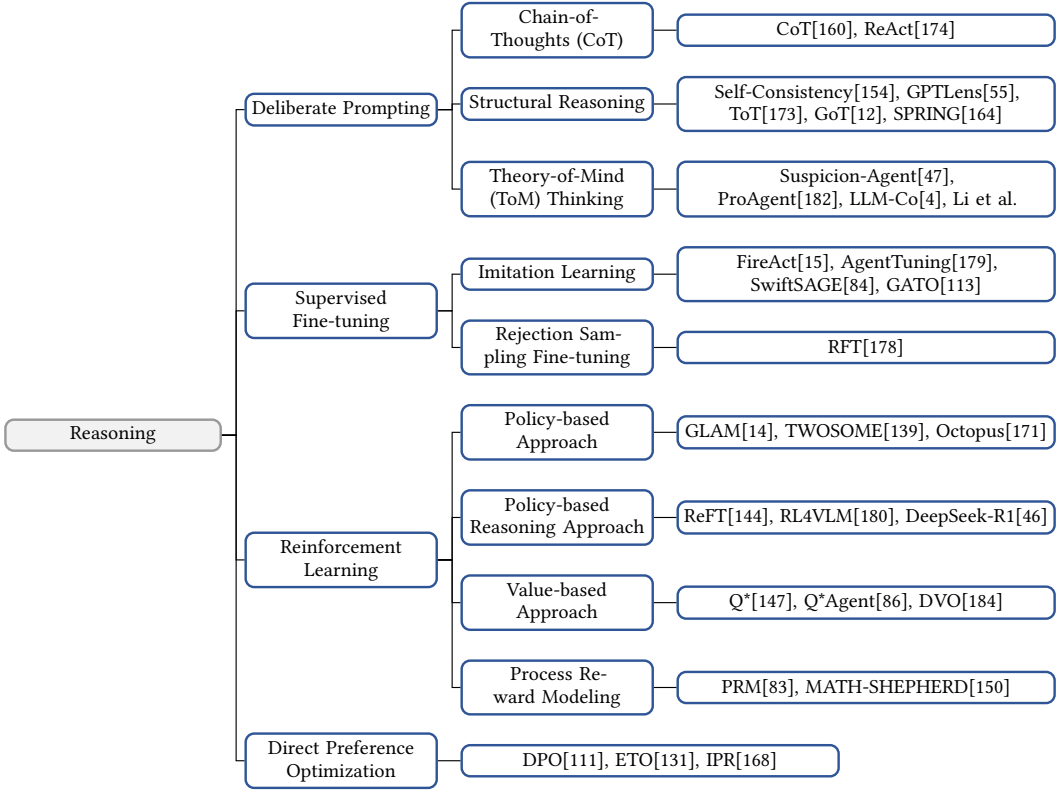 Reasoning
Deliberate Prompting
Chain-of-
Thoughts (CoT)
CoT[160], ReAct[174]
Structural Reasoning
Self-Consistency[154], GPTLens[55],
ToT[173], GoT[12], SPRING[164]
Theory-of-Mind
(ToM) Thinking
Suspicion-Agent[47],
ProAgent[182], LLM-Co[4], Li et al.
Supervised
Fine-tuning
Imitation Learning
FireAct[15], AgentTuning[179],
SwiftSAGE[84], GATO[113]
Rejection Sam-
pling Fine-tuning
RFT[178]
Reinforcement
Learning
Policy-based
Approach
GLAM[14], TWOSOME[139], Octopus[171]
Policy-based
Reasoning Approach
ReFT[144], RL4VLM[180], DeepSeek-R1[46]
Value-based
Approach
Q*[147], Q*Agent[86], DVO[184]
Process Re-
ward Modeling
PRM[83], MATH-SHEPHERD[150]
Direct Preference
Optimization
DPO[111], ETO[131], IPR[168]